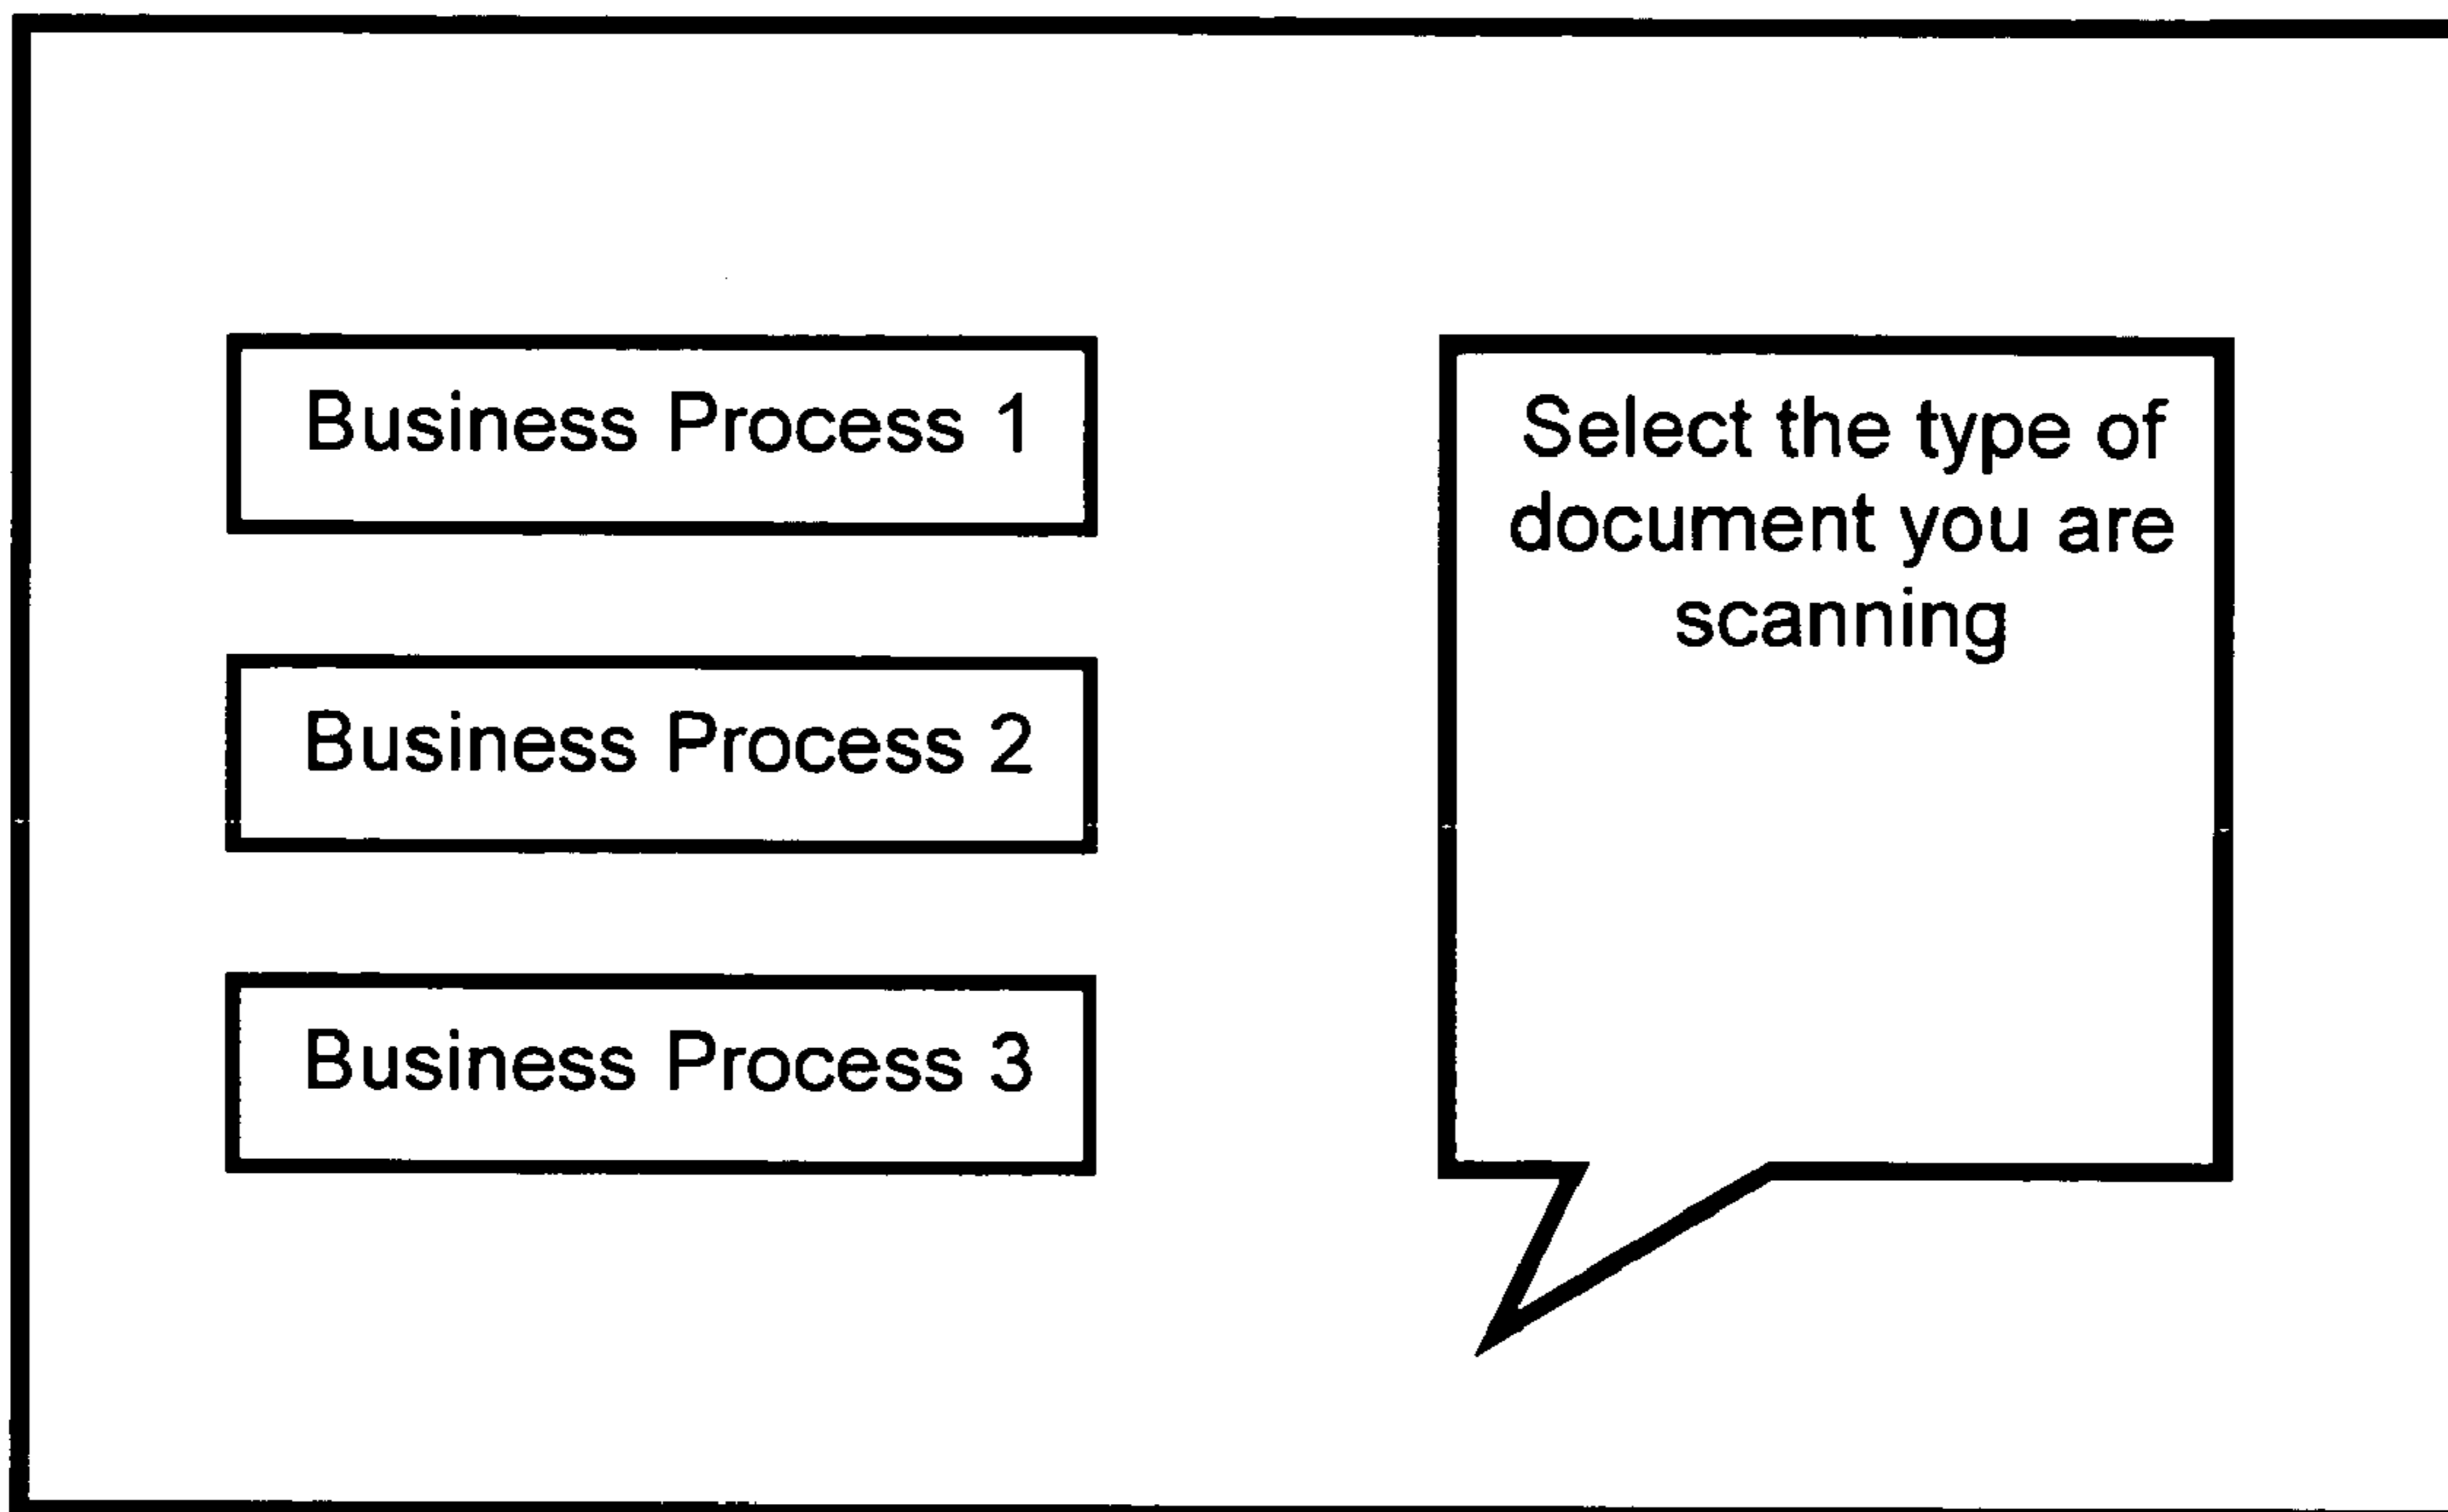 Business Process 1
Business Process 2
Business Process 3
Select the type of
document you are
scanning